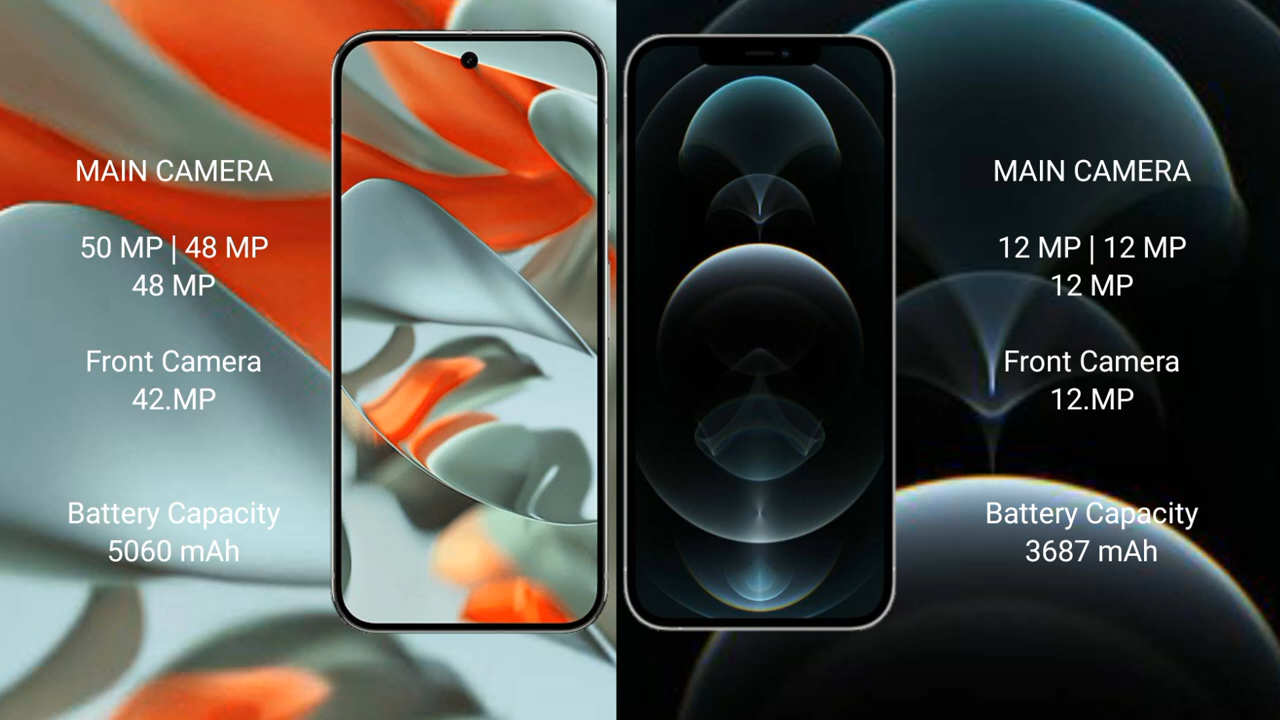 MAIN CAMERA
50 MP | 48 MP
48 MP
Front Camera
42.MP
Battery Capacity
5060 mAh
MAIN CAMERA
12 MP | 12 MP
12 MP
Front Camera
12.MP
Battery Capacity
3687 mAh